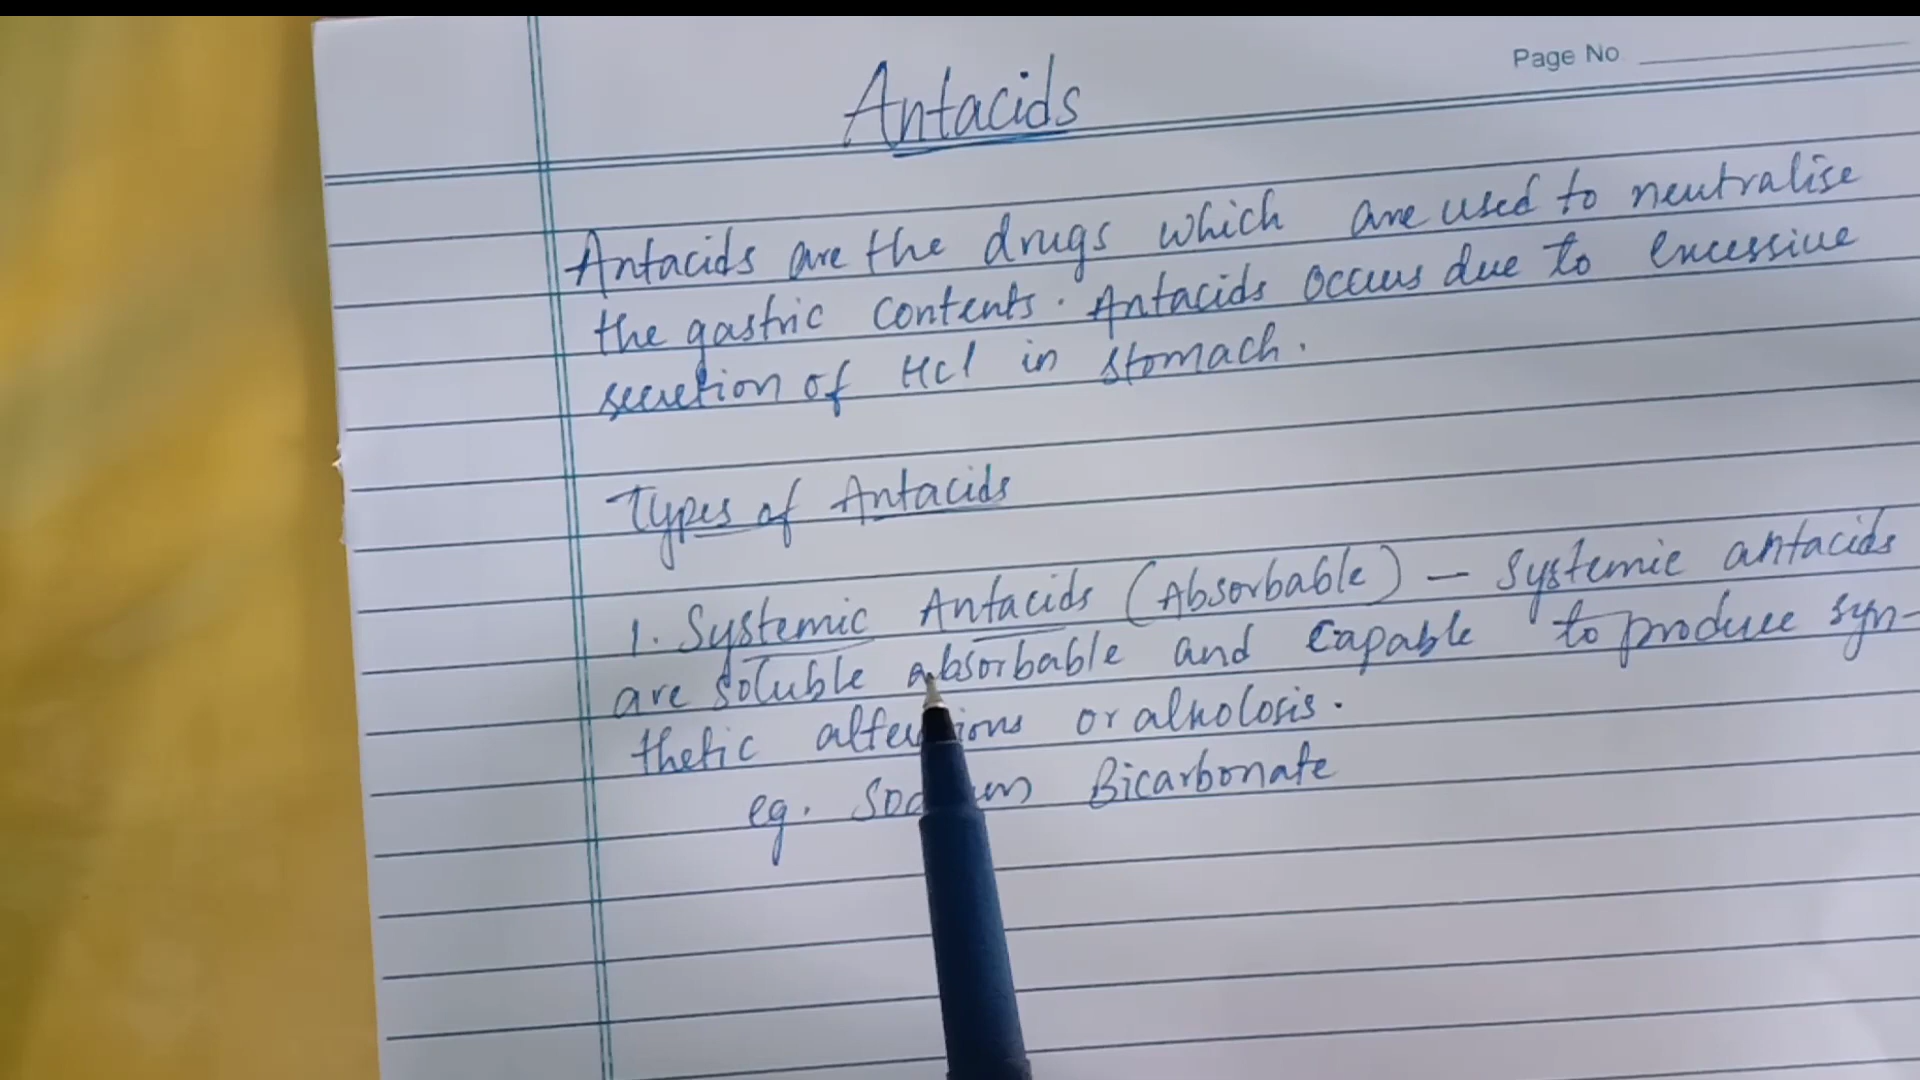 Page No
Antacids
Antacids are the drugs which are used to neutralise
the gastric contents. Antacids occurs due to excessive
secretion of HCl in stomach.
Types of Antacids
1. Systemic Antacids (Absorbable) – Systemic antacids
are soluble absorbable and capable to produce syn-
thetic or alkolosis.
eg. Bicarbonate